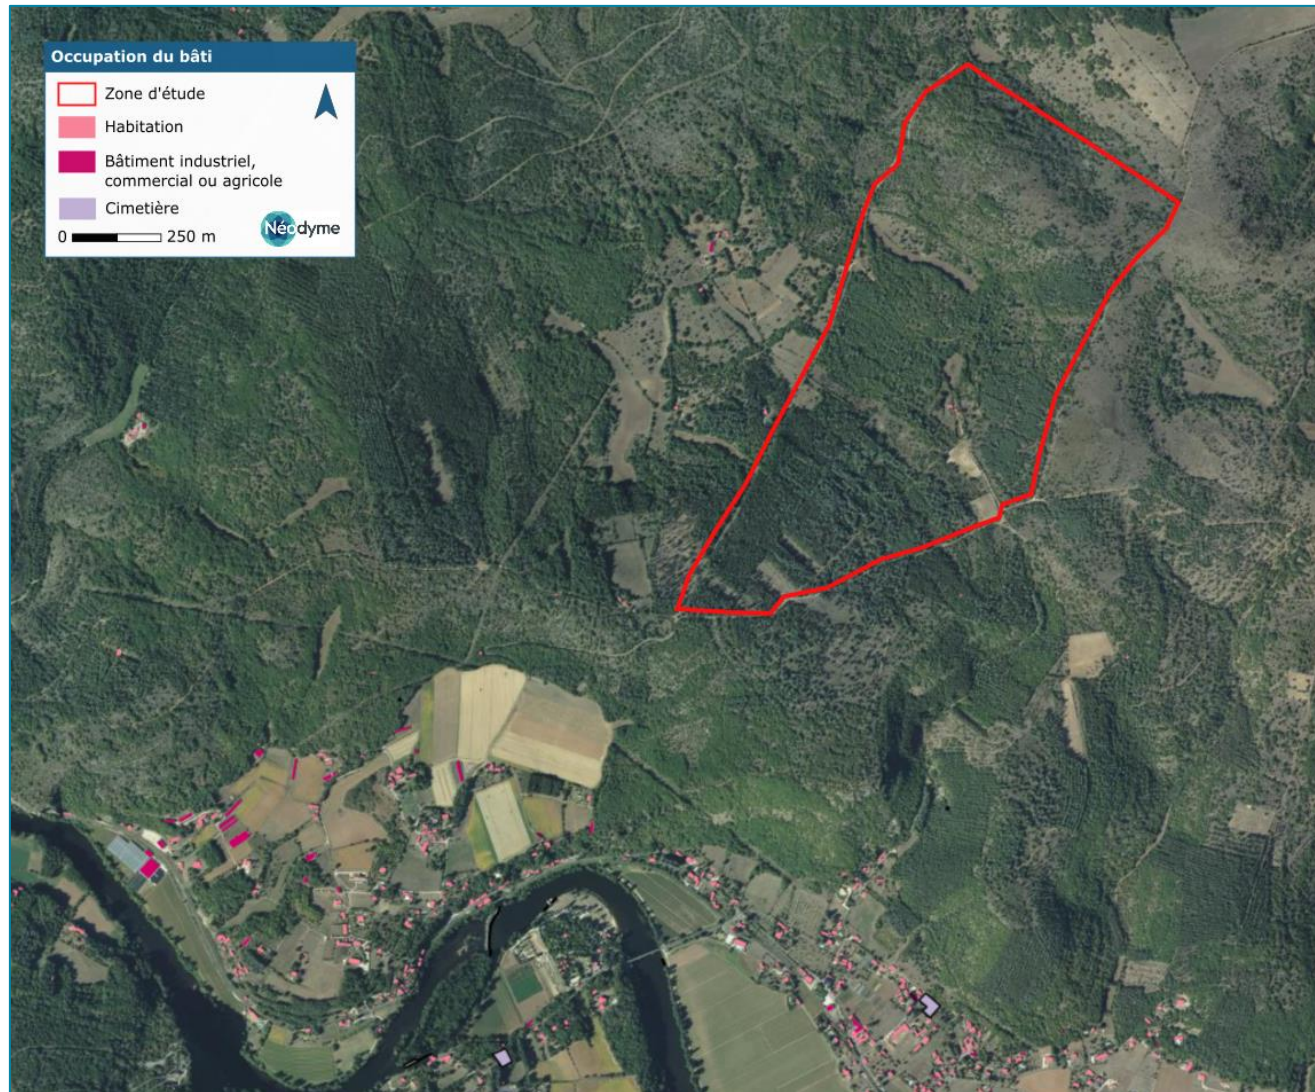 Occupation du bâti
Zone d'étude
Habitation
Bâtiment industriel,
commercial ou agricole
Cimetière
0 250 m
Néodyme